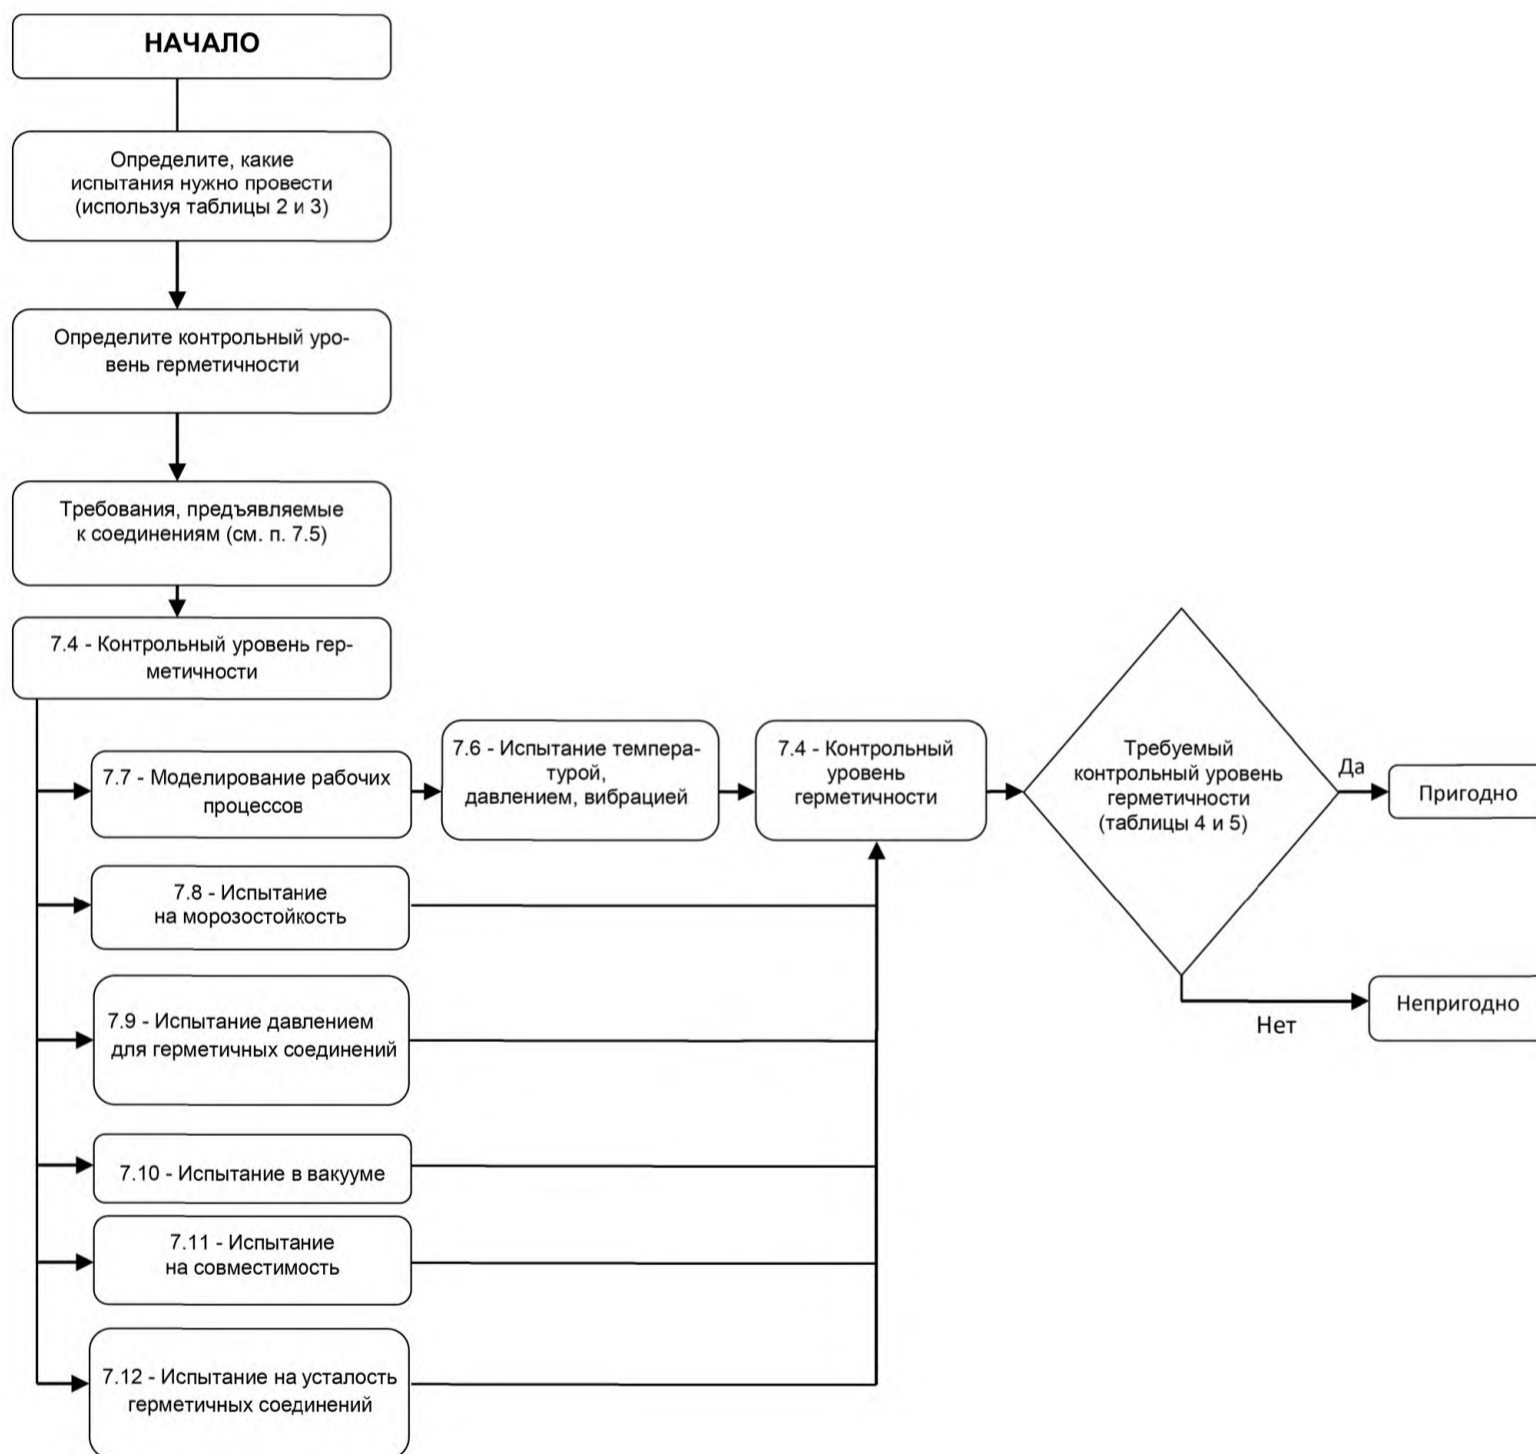 НАЧАЛО
Определите, какие
испытания нужно провести
(используя таблицы 2 и 3)
Определите контрольный уро-
вень герметичности
Требования, предъявляемые
к соединениям (см. п. 7.5)
7.4 - Контрольный уровень гер-
метичности
7.7 - Моделирование рабочих
процессов
7.6 - Испытание темпера-
турой,
давлением, вибрацией
7.4 - Контрольный
уровень
герметичности
Требуемый
контрольный уровень
герметичности
(таблицы 4 и 5)
Да
Пригодно
Нет
Непригодно
7.8 - Испытание
на морозостойкость
7.9 - Испытание давлением
для герметичных соединений
7.10 - Испытание в вакууме
7.11 - Испытание
на совместимость
7.12 - Испытание на усталость
герметичных соединений